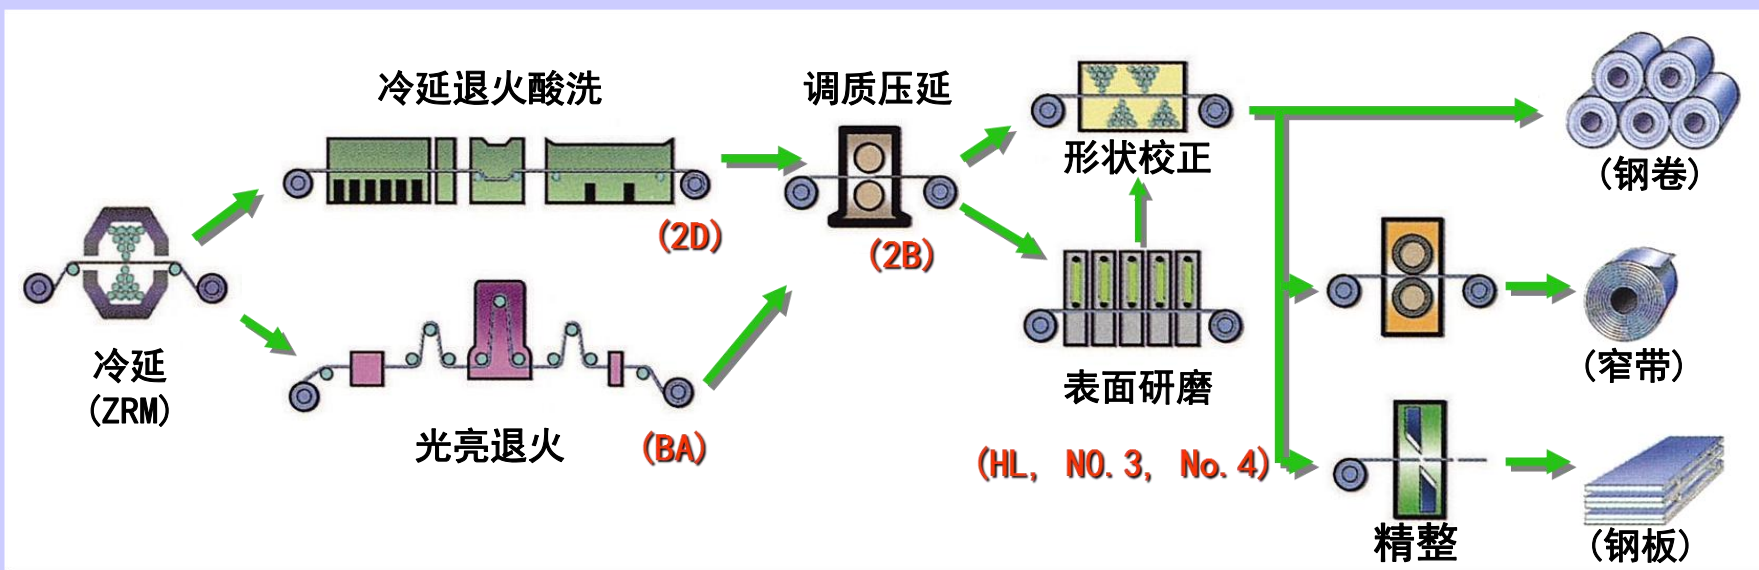 冷延退火酸洗
调质压延
形状校正
(钢卷)
(2D)
(2B)
冷延
(ZRM)
光亮退火
(BA)
表面研磨
(HL, NO.3, No.4)
(窄带)
精整
(钢板)